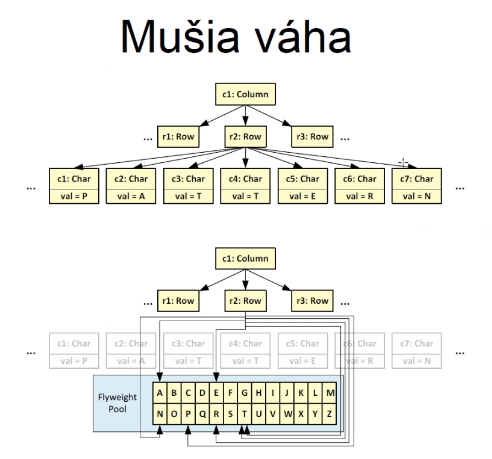 Mušia váha
c1: Column
... r1: Row r2: Row r3: Row ...
c1: Char c2: Char c3: Char c4: Char c5: Char c6: Char c7: Char
... val = P val = A val = T val = T val = E val = R val = N ...
c1: Column
... r1: Row r2: Row r3: Row ...
c1: Char c2: Char c3: Char c4: Char c5: Char c6: Char c7: Char
... val = P val = A val = T val = T val = E val = R val = N ...
Flyweight
Pool
A B C D E F G H I J K L M
N O P Q R S T U V W X Y Z